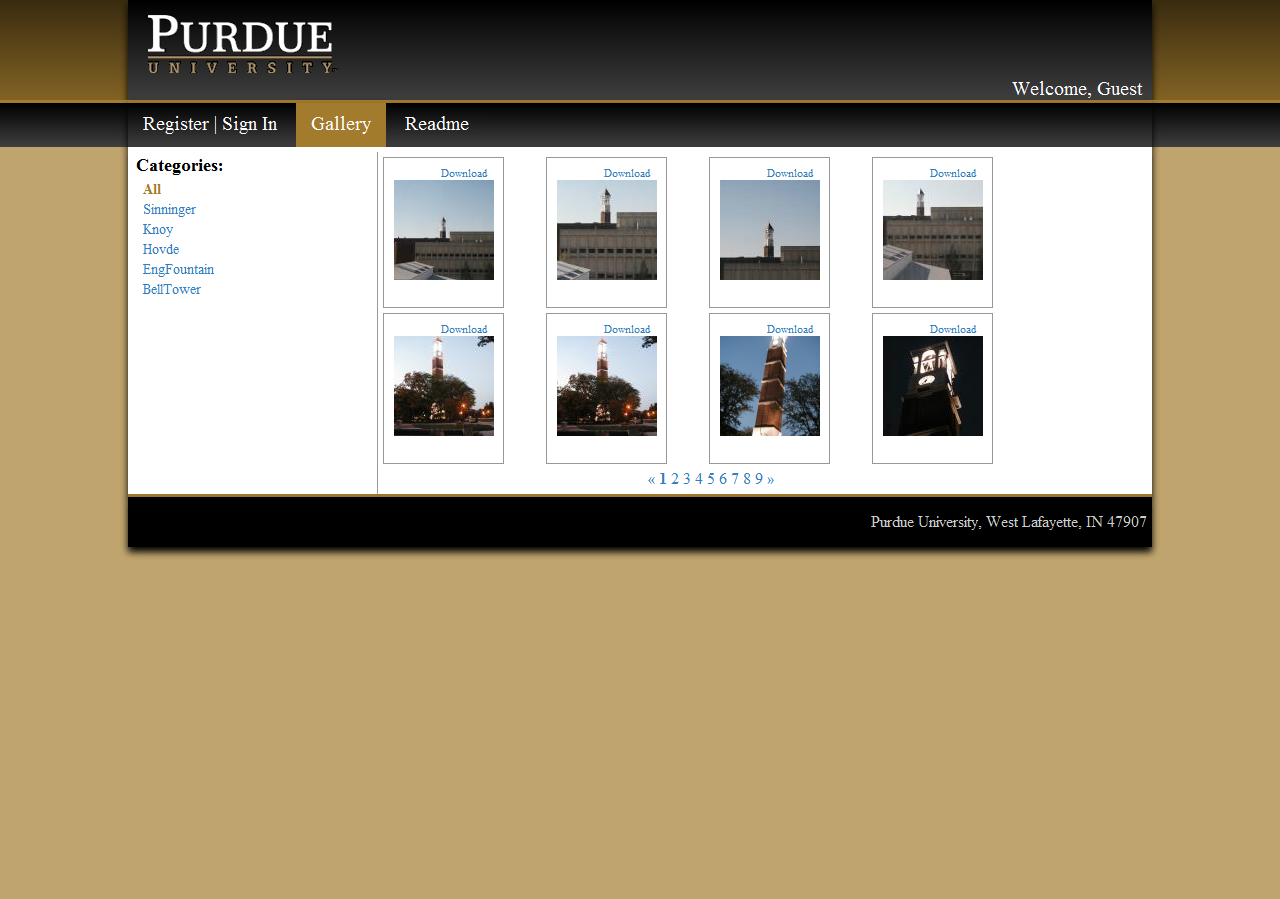 PURDUE
UNIVERSITY
Welcome, Guest
Register | Sign In Gallery Readme
Categories:
All
Sinninger
Knoy
Hovde
EngFountain
BellTower
Download Download Download Download
Download Download Download Download
« 1 2 3 4 5 6 7 8 9 »
Purdue University, West Lafayette, IN 47907